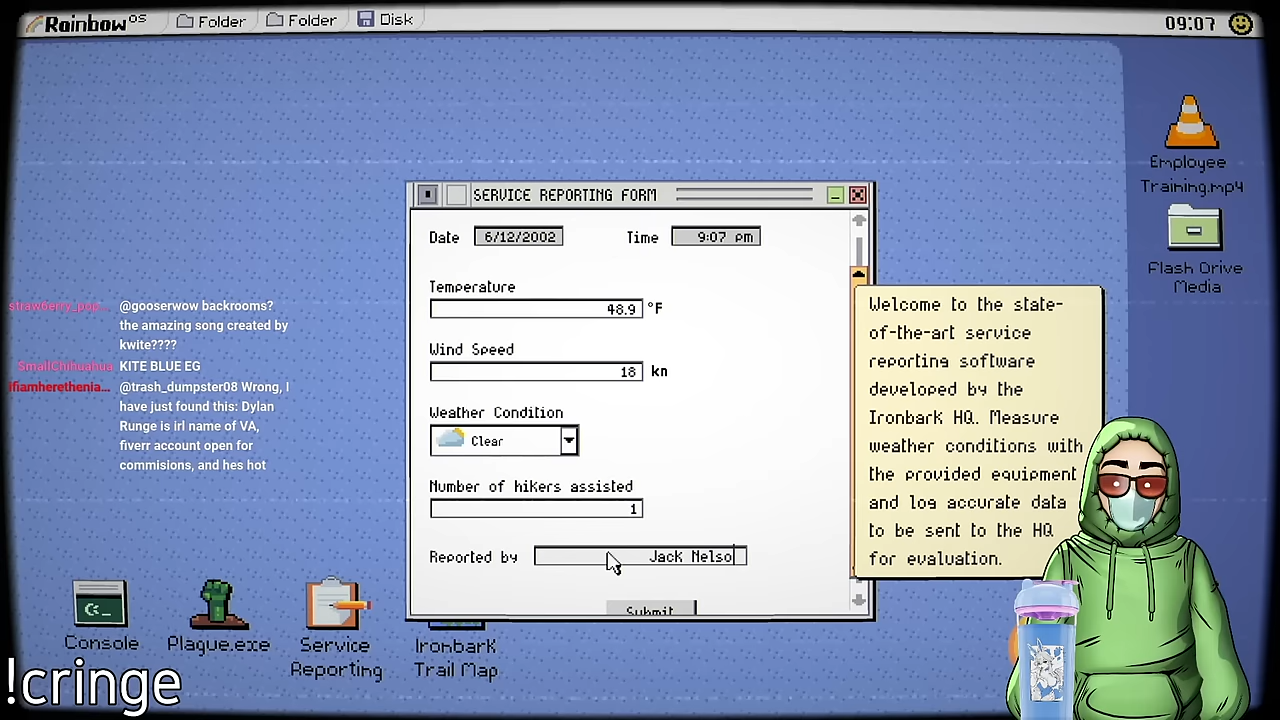 Rainbow OS
Folder
Folder
Disk
09:07
Employee
Training.mp4
Flash Drive
Media
SERVICE REPORTING FORM
Date 6/12/2002 Time 9:07 pm
Temperature
48.9 °F
Wind Speed
18 kn
Weather Condition
Clear
Number of hikers assisted
1
Reported by Jack Nelso
Submit
Welcome to the state-
of-the-art service
reporting software
developed by the
Ironbark HQ. Measure
weather conditions with
the provided equipment
and log accurate data
to be sent to the HQ
for evaluation.
strawberry_pop... @gooserwow backrooms?
the amazing song created by
kwite????
SmallChihuahua KITE BLUE EG
ifiamherethenia... @trash_dumpster08 Wrong, I
have just found this: Dylan
Runge is irl name of VA,
fiverr account open for
commisions, and hes hot
Console
Plague.exe
Service
Reporting
Ironbark
Trail Map
!cringe